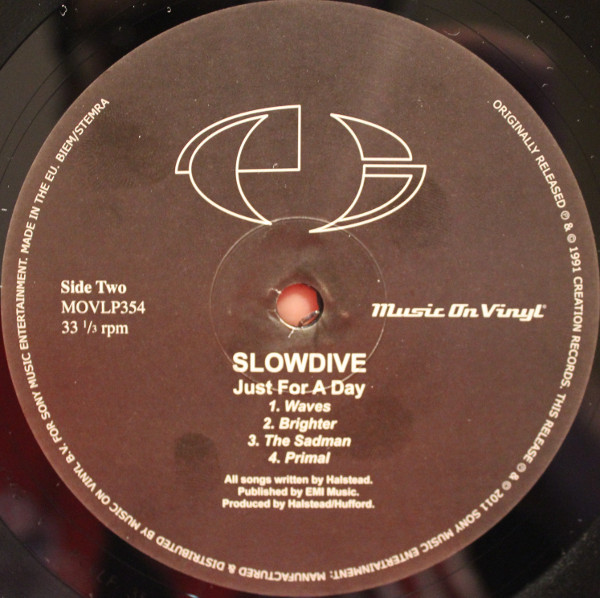 Side Two
MOVLP354
33 1/3 rpm
Music On Vinyl®
SLOWDIVE
Just For A Day
1. Waves
2. Brighter
3. The Sadman
4. Primal
All songs written by Halstead.
Published by EMI Music.
Produced by Halstead/Hufford.
ORIGINALLY RELEASED ℗ & © 1991 CREATION RECORDS. THIS RELEASE ℗ & © 2011 SONY MUSIC ENTERTAINMENT. MANUFACTURED & DISTRIBUTED BY MUSIC ON VINYL B.V. FOR SONY MUSIC ENTERTAINMENT. MADE IN THE EU. BIEM/STEMRA